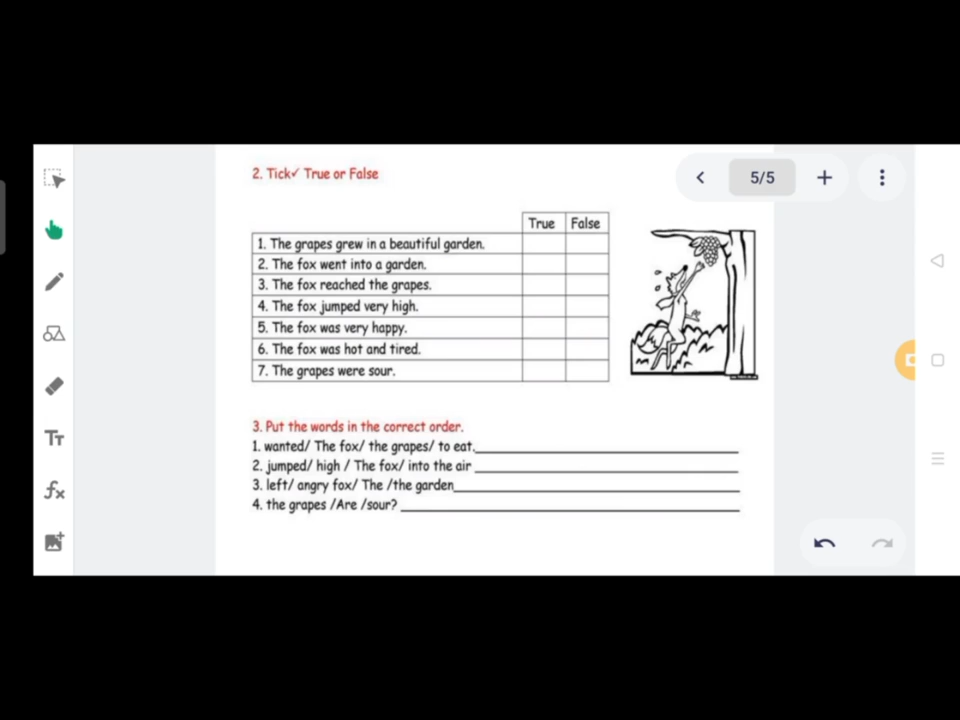 2. Tick✓ True or False
5/5
True False
1. The grapes grew in a beautiful garden.
2. The fox went into a garden.
3. The fox reached the grapes.
4. The fox jumped very high.
5. The fox was very happy.
6. The fox was hot and tired.
7. The grapes were sour.
3. Put the words in the correct order.
1. wanted/ The fox/ the grapes/ to eat.
2. jumped/ high / The fox/ into the air
3. left/ angry fox/ The /the garden
4. the grapes /Are /sour?
Tт
fx